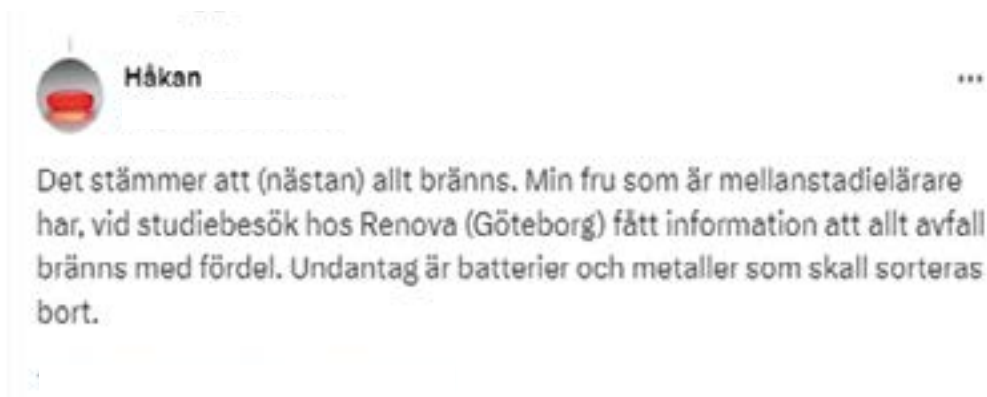 Håkan
Det stämmer att (nästan) allt bränns. Min fru som är mellanstadielärare
har, vid studiebesök hos Renova (Göteborg) fått information att allt avfall
bränns med fördel. Undantag är batterier och metaller som skall sorteras
bort.